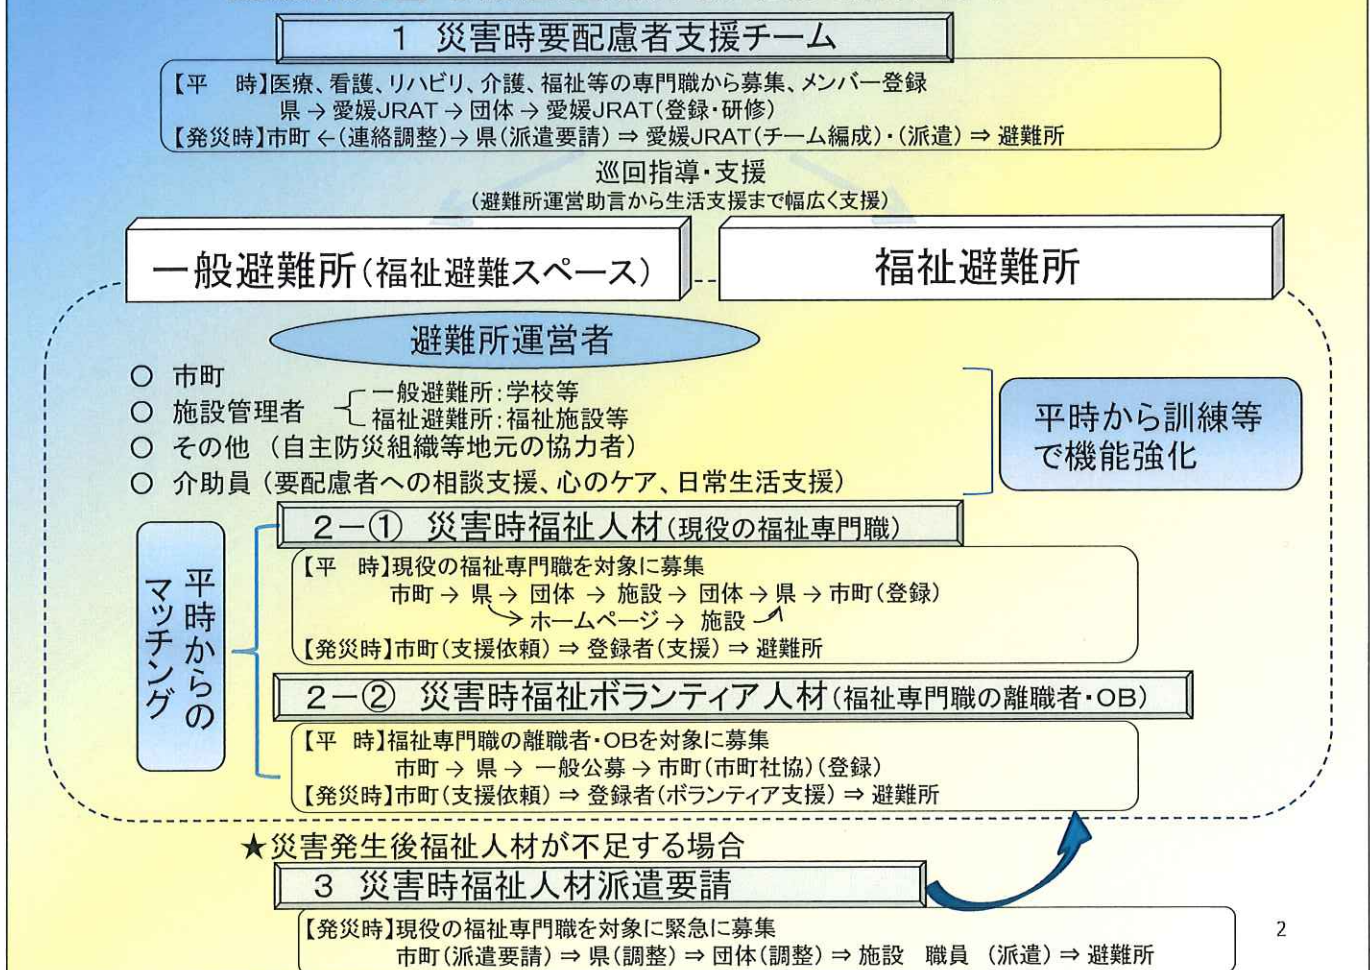 1 災害時要配慮者支援チーム
【平　時】医療、看護、リハビリ、介護、福祉等の専門職から募集、メンバー登録
県 → 愛媛JRAT → 団体 → 愛媛JRAT(登録・研修)
【発災時】市町 ←(連絡調整)→ 県(派遣要請) ⇒ 愛媛JRAT(チーム編成)・(派遣) ⇒ 避難所
巡回指導・支援
(避難所運営助言から生活支援まで幅広く支援)
一般避難所(福祉避難スペース)
福祉避難所
避難所運営者
○ 市町
○ 施設管理者
一般避難所:学校等
福祉避難所:福祉施設等
○ その他 (自主防災組織等地元の協力者)
○ 介助員 (要配慮者への相談支援、心のケア、日常生活支援)
平時から訓練等
で機能強化
平時からの
マッチング
2-① 災害時福祉人材(現役の福祉専門職)
【平　時】現役の福祉専門職を対象に募集
市町 → 県 → 団体 → 施設 → 団体 → 県 → 市町(登録)
ホームページ → 施設
【発災時】市町(支援依頼) ⇒ 登録者(支援) ⇒ 避難所
2-② 災害時福祉ボランティア人材(福祉専門職の離職者・OB)
【平　時】福祉専門職の離職者・OBを対象に募集
市町 → 県 → 一般公募 → 市町(市町社協)(登録)
【発災時】市町(支援依頼) ⇒ 登録者(ボランティア支援) ⇒ 避難所
★災害発生後福祉人材が不足する場合
3 災害時福祉人材派遣要請
【発災時】現役の福祉専門職を対象に緊急に募集
市町(派遣要請) ⇒ 県(調整) ⇒ 団体(調整) ⇒ 施設　職員　(派遣) ⇒ 避難所
2